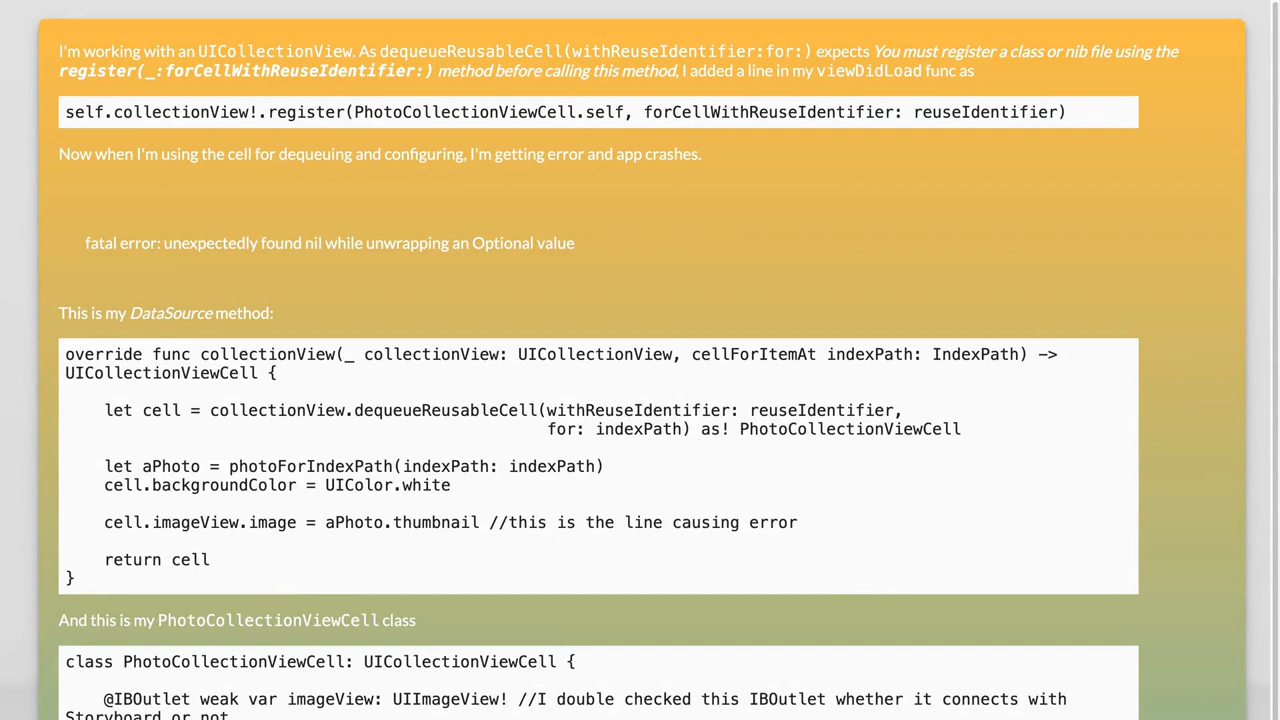 I'm working with an UICollectionView. As dequeueReusableCell(withReuseIdentifier:for:) expects You must register a class or nib file using the
register(_:forCellWithReuseIdentifier:) method before calling this method, I added a line in my viewDidLoad func as
self.collectionView!.register(PhotoCollectionViewCell.self, forCellWithReuseIdentifier: reuseIdentifier)
Now when I'm using the cell for dequeuing and configuring, I'm getting error and app crashes.
fatal error: unexpectedly found nil while unwrapping an Optional value
This is my DataSource method:
override func collectionView(_ collectionView: UICollectionView, cellForItemAt indexPath: IndexPath) ->
UICollectionViewCell {
let cell = collectionView.dequeueReusableCell(withReuseIdentifier: reuseIdentifier,
for: indexPath) as! PhotoCollectionViewCell
let aPhoto = photoForIndexPath(indexPath: indexPath)
cell.backgroundColor = UIColor.white
cell.imageView.image = aPhoto.thumbnail //this is the line causing error
return cell
}
And this is my PhotoCollectionViewCell class
class PhotoCollectionViewCell: UICollectionViewCell {
@IBOutlet weak var imageView: UIImageView! //I double checked this IBOutlet whether it connects with
Storyboard or not